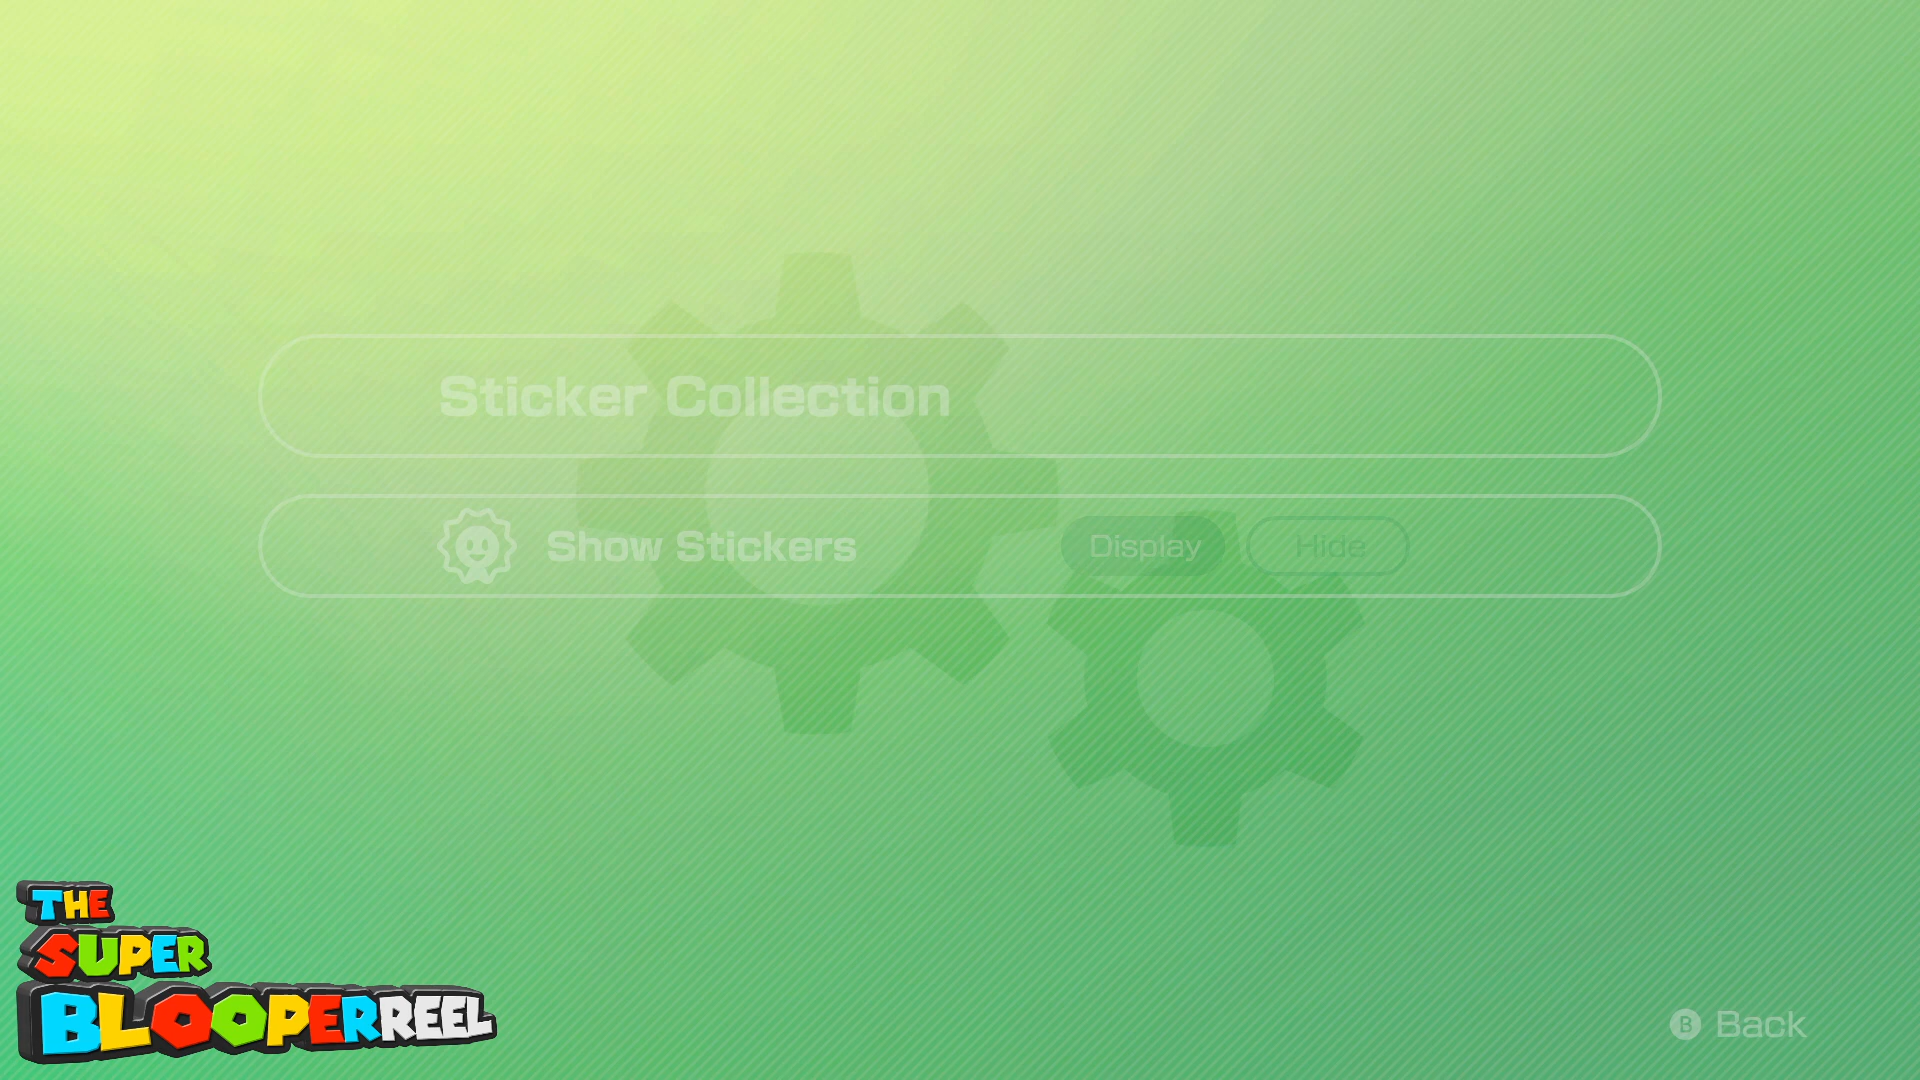 Sticker Collection
Show Stickers Display Hide
THE
SUPER
BLOOPERREEL
B Back